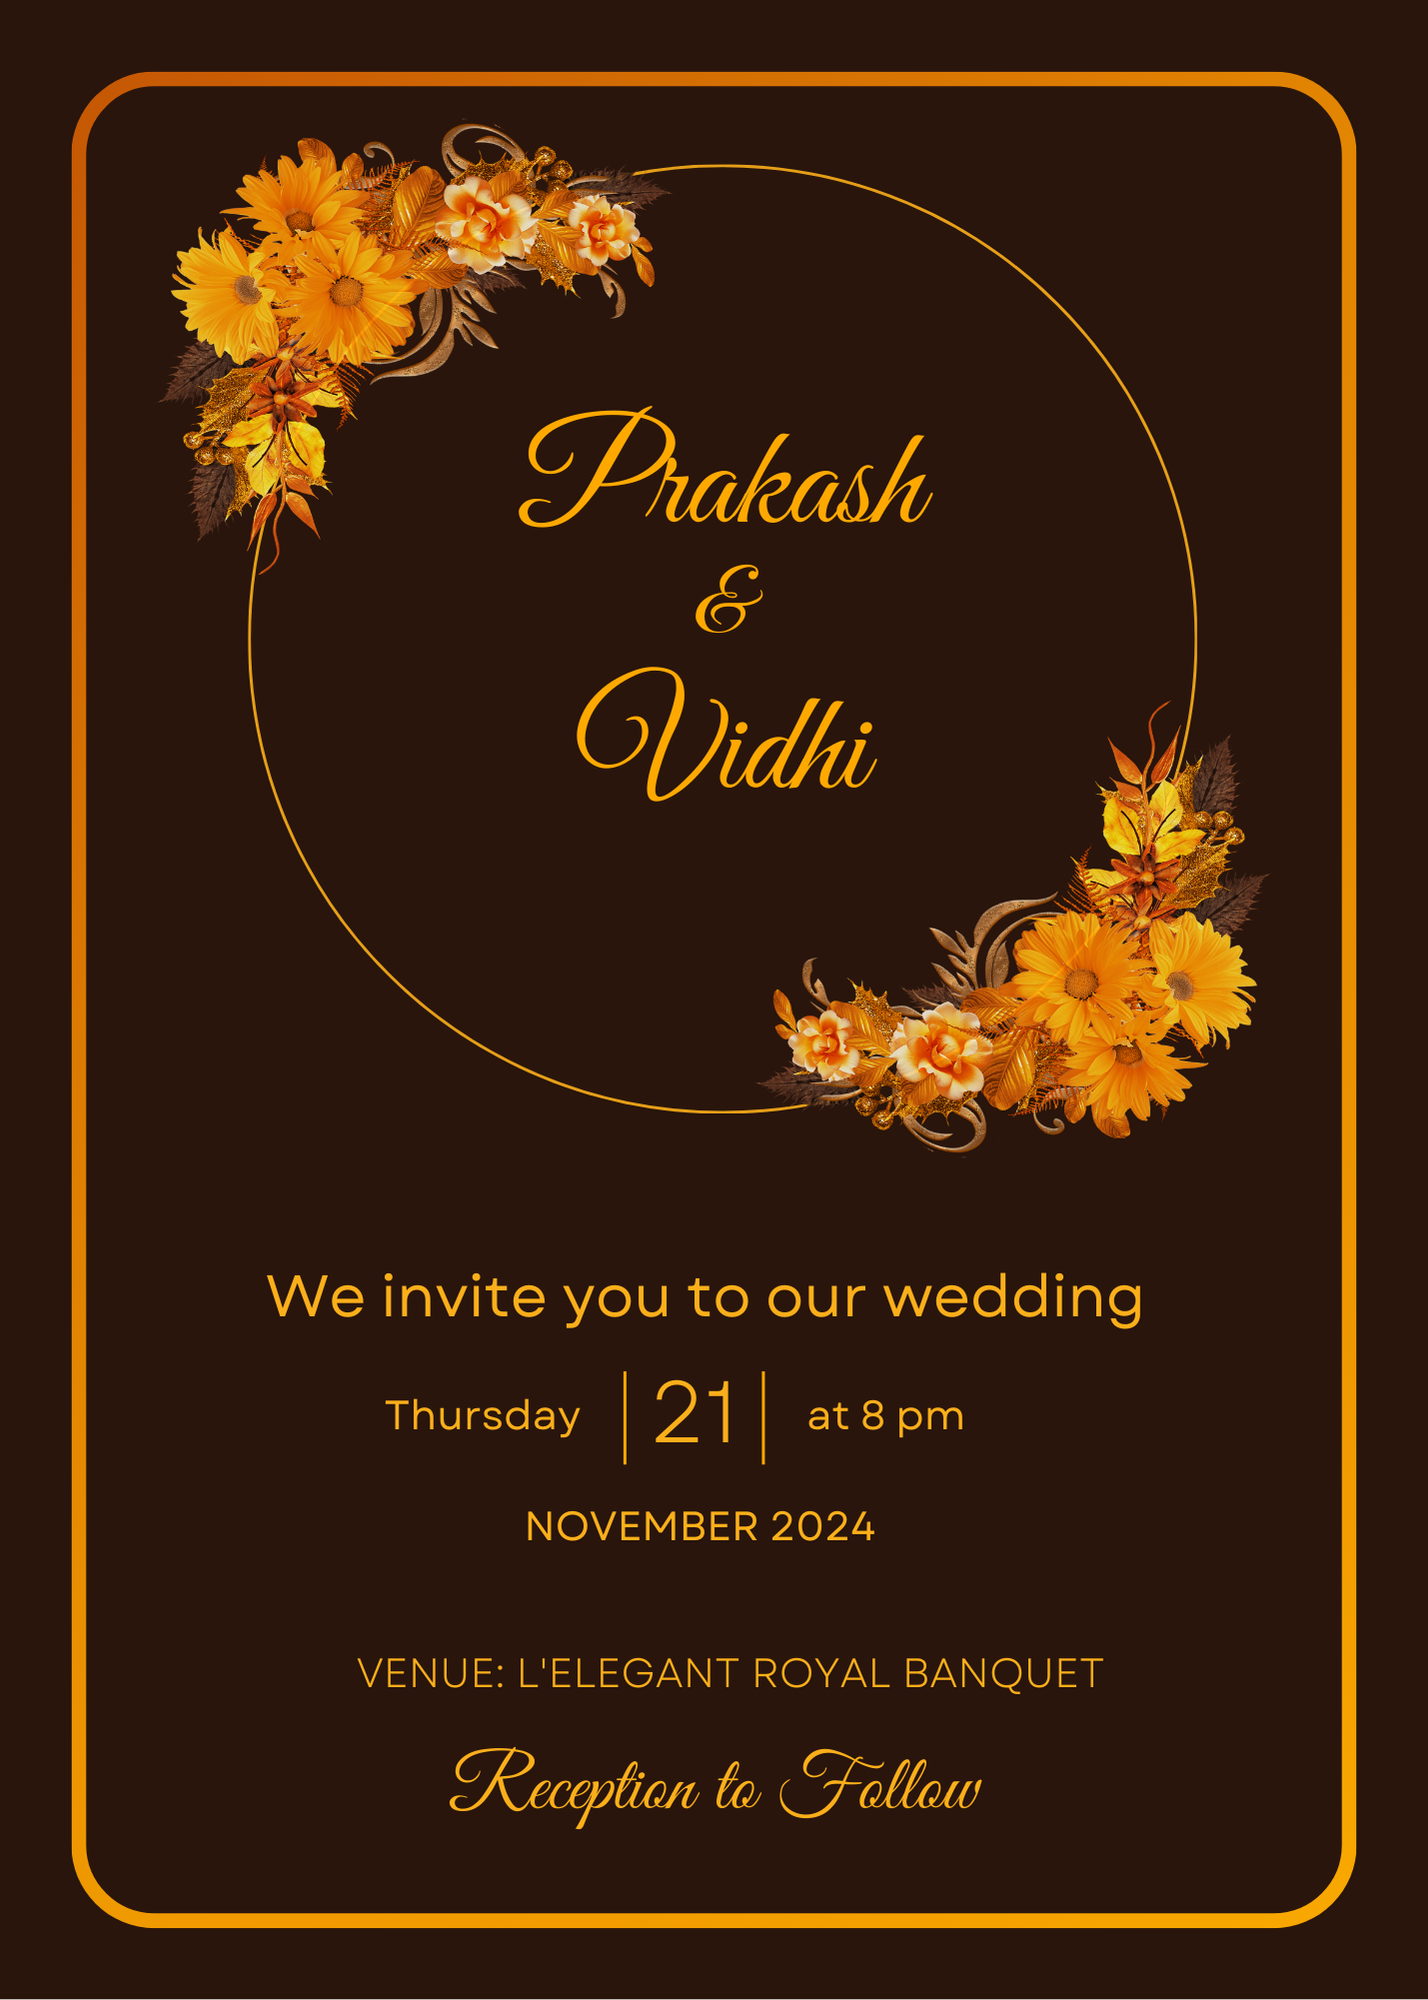 Prakash
&
Vidhi
We invite you to our wedding
Thursday 21 at 8 pm
NOVEMBER 2024
VENUE: L'ELEGANT ROYAL BANQUET
Reception to Follow